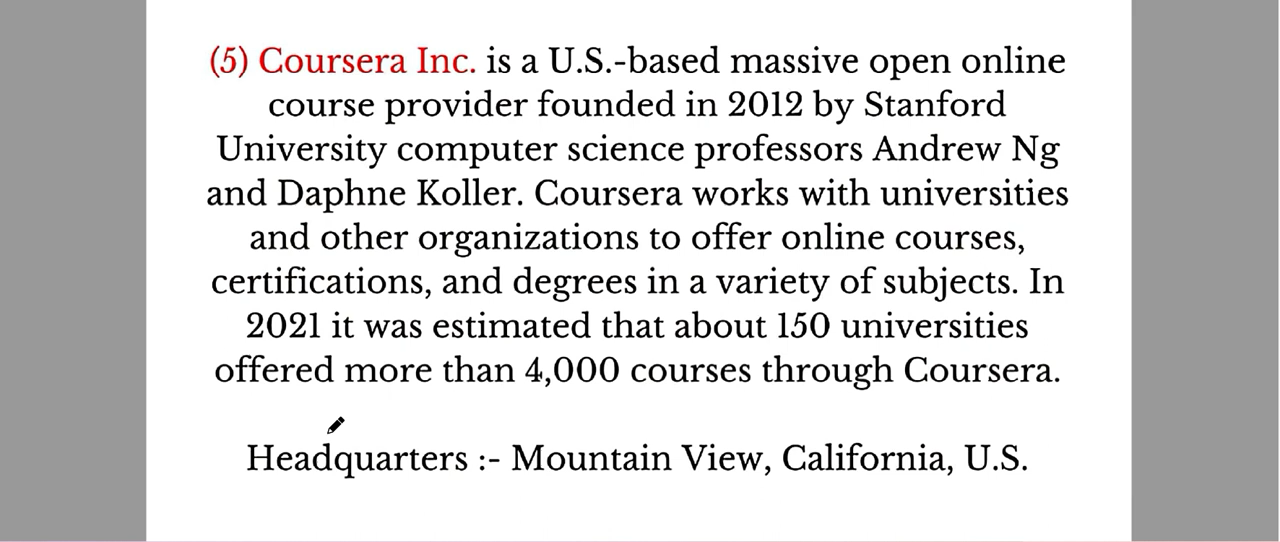 (5) Coursera Inc. is a U.S.-based massive open online
course provider founded in 2012 by Stanford
University computer science professors Andrew Ng
and Daphne Koller. Coursera works with universities
and other organizations to offer online courses,
certifications, and degrees in a variety of subjects. In
2021 it was estimated that about 150 universities
offered more than 4,000 courses through Coursera.
Headquarters :- Mountain View, California, U.S.